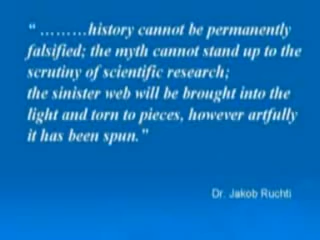 “ ………history cannot be permanently
falsified; the myth cannot stand up to the
scrutiny of scientific research;
the sinister web will be brought into the
light and torn to pieces, however artfully
it has been spun.”
Dr. Jakob Ruchti